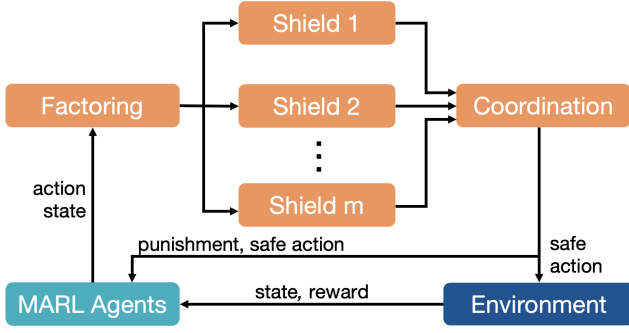 Shield 1
Factoring
Shield 2
Coordination
Shield m
action
state
punishment, safe action
safe
action
MARL Agents
state, reward
Environment